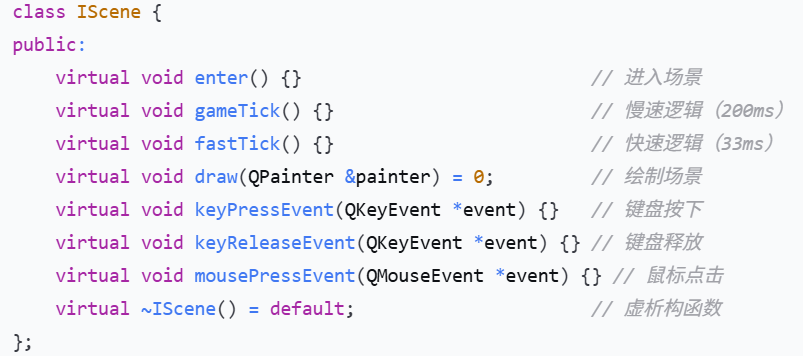 class IScene {
public:
    virtual void enter() {}                          // 进入场景
    virtual void gameTick() {}                       // 慢速逻辑（200ms）
    virtual void fastTick() {}                       // 快速逻辑（33ms）
    virtual void draw(QPainter &painter) = 0;        // 绘制场景
    virtual void keyPressEvent(QKeyEvent *event) {}   // 键盘按下
    virtual void keyReleaseEvent(QKeyEvent *event) {} // 键盘释放
    virtual void mousePressEvent(QMouseEvent *event) {} // 鼠标点击
    virtual ~IScene() = default;                     // 虚析构函数
};